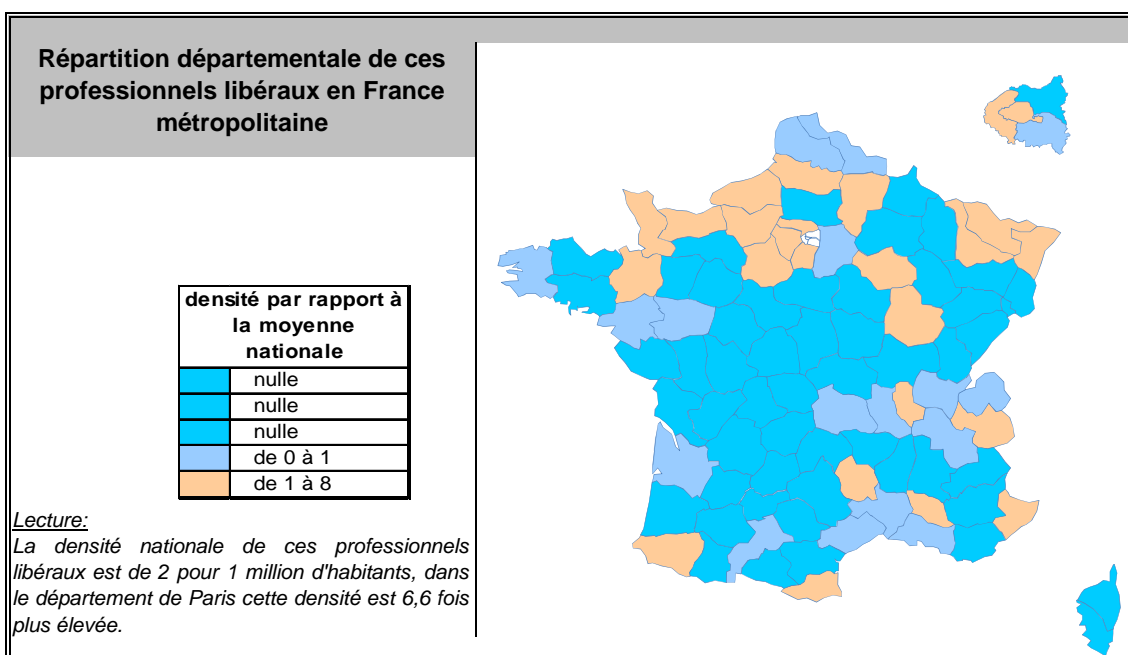 Répartition départementale de ces
professionnels libéraux en France
métropolitaine
densité par rapport à
la moyenne
nationale
nulle
nulle
nulle
de 0 à 1
de 1 à 8
Lecture:
La densité nationale de ces professionnels
libéraux est de 2 pour 1 million d'habitants, dans
le département de Paris cette densité est 6,6 fois
plus élevée.